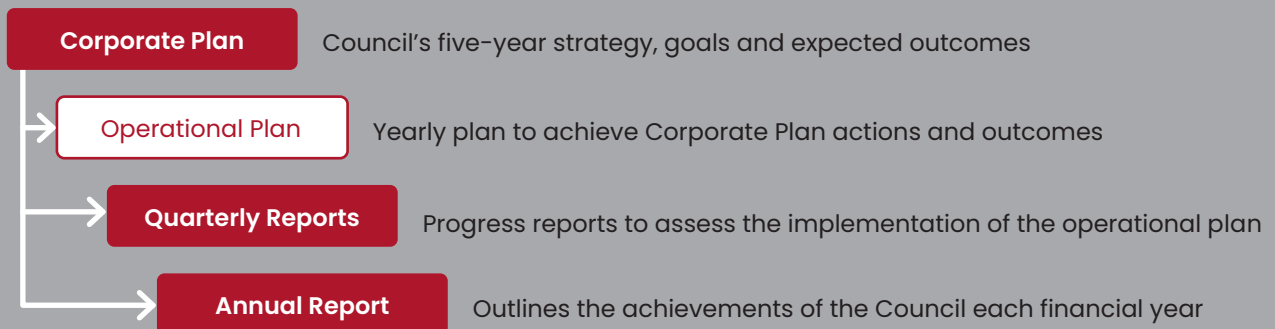 Corporate Plan Council’s five-year strategy, goals and expected outcomes
Operational Plan Yearly plan to achieve Corporate Plan actions and outcomes
Quarterly Reports Progress reports to assess the implementation of the operational plan
Annual Report Outlines the achievements of the Council each financial year